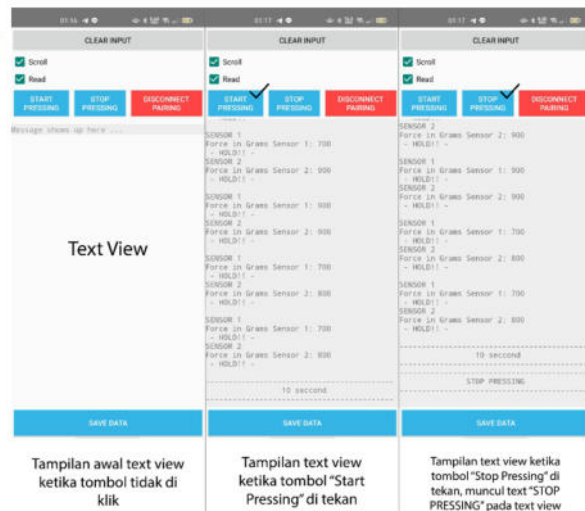 01:16
CLEAR INPUT
Scroll
Read
START PRESSING
STOP PRESSING
DISCONNECT PAIRING
Message shows up here ...
Text View
SAVE DATA
Tampilan awal text view
ketika tombol tidak di
klik
01:17
CLEAR INPUT
Scroll
Read
START PRESSING
STOP PRESSING
DISCONNECT PAIRING
SENSOR 1
Force in Grams Sensor 1: 700
- HOLD!! -
SENSOR 2
Force in Grams Sensor 2: 900
- HOLD!! -
SENSOR 1
Force in Grams Sensor 1: 900
- HOLD!! -
SENSOR 2
Force in Grams Sensor 2: 900
- HOLD!! -
SENSOR 1
Force in Grams Sensor 1: 700
- HOLD!! -
SENSOR 2
Force in Grams Sensor 2: 800
- HOLD!! -
SENSOR 1
Force in Grams Sensor 1: 700
- HOLD!! -
SENSOR 2
Force in Grams Sensor 2: 800
- HOLD!! -
10 seccond
SAVE DATA
Tampilan text view
ketika tombol "Start
Pressing" di tekan
01:17
CLEAR INPUT
Scroll
Read
START PRESSING
STOP PRESSING
DISCONNECT PAIRING
SENSOR 2
Force in Grams Sensor 2: 900
- HOLD!! -
SENSOR 1
Force in Grams Sensor 1: 900
- HOLD!! -
SENSOR 2
Force in Grams Sensor 2: 900
- HOLD!! -
SENSOR 1
Force in Grams Sensor 1: 700
- HOLD!! -
SENSOR 2
Force in Grams Sensor 2: 800
- HOLD!! -
SENSOR 1
Force in Grams Sensor 1: 700
- HOLD!! -
SENSOR 2
Force in Grams Sensor 2: 800
- HOLD!! -
10 seccond
STOP PRESSING
SAVE DATA
Tampilan text view ketika
tombol "Stop Pressing" di
tekan, muncul text "STOP
PRESSING" pada text view